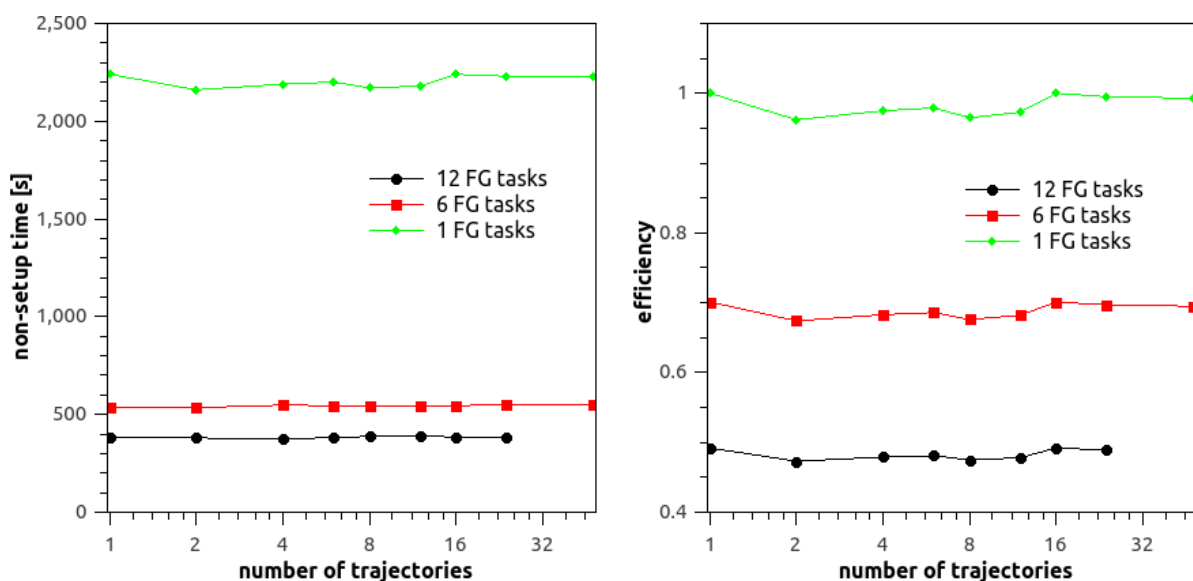 2,500
2,000
1,500
1,000
500
0
non-setup time [s]
12 FG tasks
6 FG tasks
1 FG tasks
1 2 4 8 16 32
number of trajectories
1
0.8
0.6
0.4
efficiency
12 FG tasks
6 FG tasks
1 FG tasks
1 2 4 8 16 32
number of trajectories